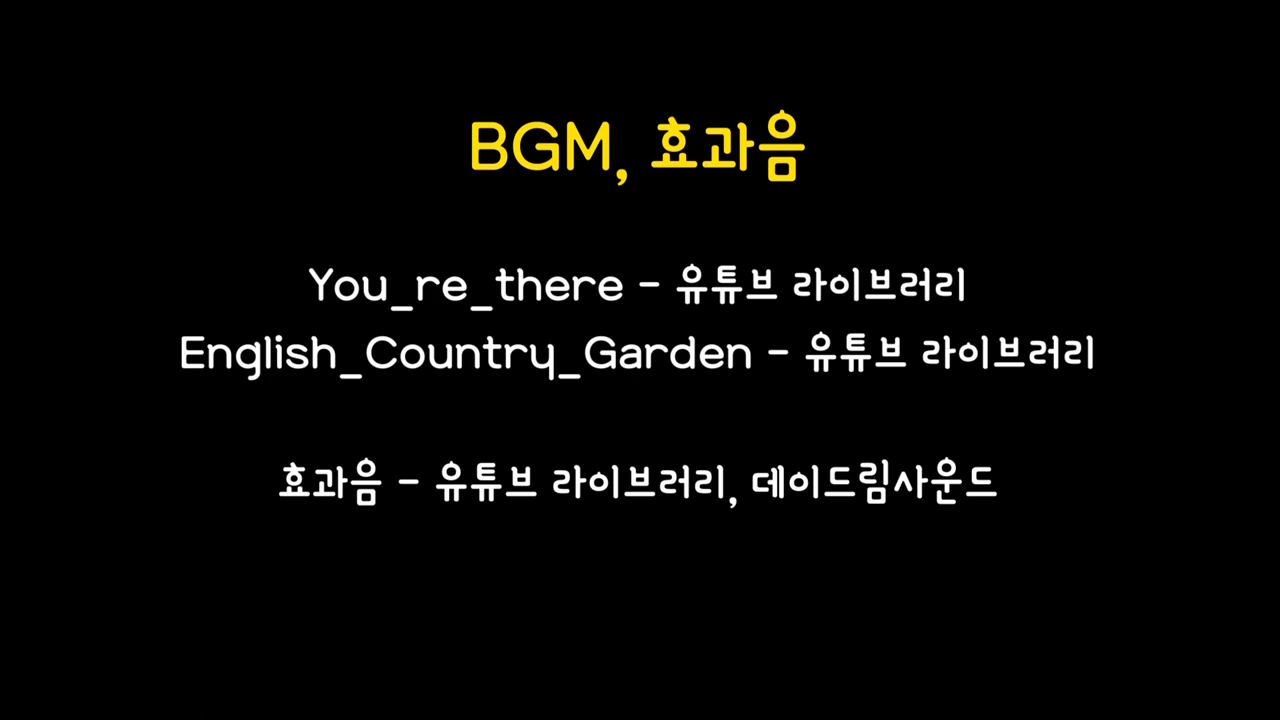 BGM, 효과음
You_re_there - 유튜브 라이브러리
English_Country_Garden - 유튜브 라이브러리
효과음 - 유튜브 라이브러리, 데이드림사운드